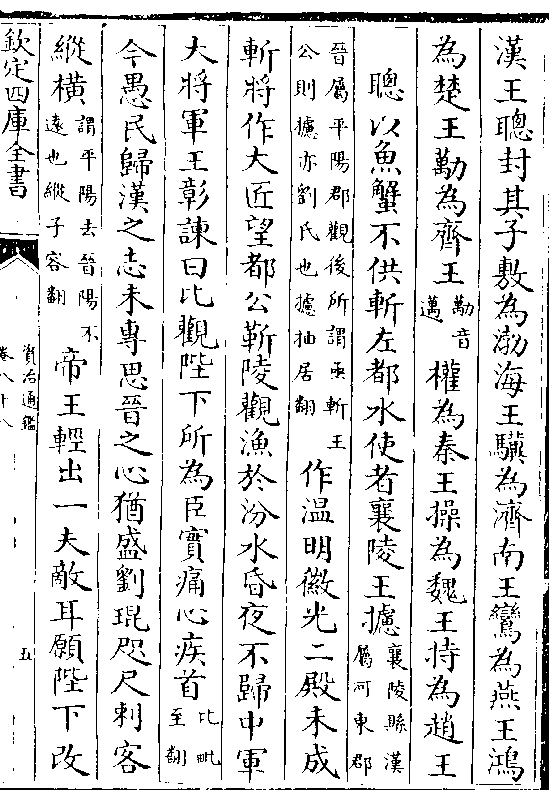 漢王聰封其子敷為渤海王驥為濟南王鸞為燕王鴻
為楚王勱為齊王勱音邁權為秦王操為魏王持為趙王
聰以魚蟹不供斬左都水使者襄陵王攄襄陵縣漢屬河東郡
晉屬平陽郡觀後所謂亟斬王公則攄亦劉氏也攄抽居翻作温明徽光二殿未成
斬將作大匠望都公靳陵觀漁於汾水昏夜不歸中軍
大將軍王彰諫曰比觀陛下所為臣實痛心疾首比毗至翻
今愚民歸漢之志未專思晉之心猶盛劉琨咫尺刺客
縱橫謂平陽去晉陽不遠也縱子容翻帝王輕出一夫敵耳願陛下改
欽定四庫全書
資治通鑑
卷八十八
五